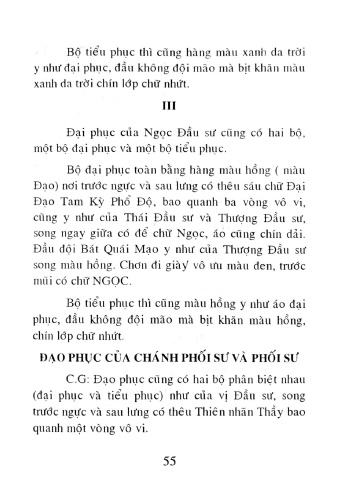 Bộ tiểu phục thì cũng hàng màu xanh da trời
y như đại phục, đầu không đội mão mà bịt khăn màu
xanh da trời chín lớp chữ nhứt.
III
Đại phục của Ngọc Đầu sư cũng có hai bộ,
một bộ đại phục và một bộ tiểu phục.
Bộ đại phục toàn bằng hàng màu hồng ( màu
Đạo) nơi trước ngực và sau lưng có thêu sáu chữ Đại
Đạo Tam Kỳ Phổ Độ, bao quanh ba vòng vô vi,
cũng y như của Thái Đầu sư và Thượng Đầu sư,
song ngay giữa có để chữ Ngọc, áo cũng chín dải.
Đầu đội Bát Quái Mạo y như của Thượng Đầu sư
song màu hồng. Chơn đi giày vô ưu màu đen, trước
mũi có chữ NGỌC.
Bộ tiểu phục thì cũng màu hồng y như áo đại
phục, đầu không đội mão mà bịt khăn màu hồng,
chín lớp chữ nhứt.
ĐẠO PHỤC CỦA CHÁNH PHỐI SƯ VÀ PHỐI SƯ
C.G: Đạo phục cũng có hai bộ phân biệt nhau
(đại phục và tiểu phục) như của vị Đầu sư, song
trước ngực và sau lưng có thêu Thiên nhãn Thầy bao
quanh một vòng vô vi.
55